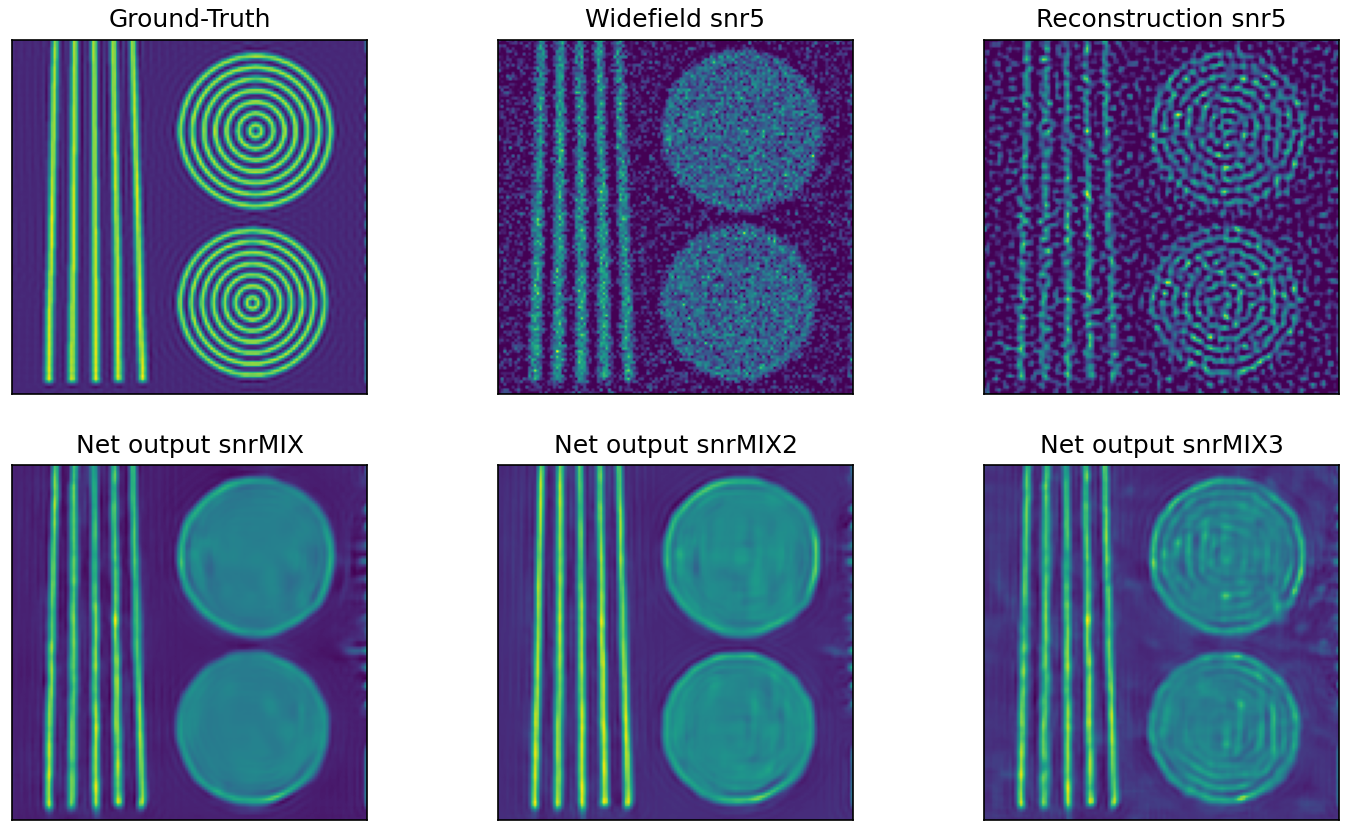 Ground-Truth
Widefield snr5
Reconstruction snr5
Net output snrMIX
Net output snrMIX2
Net output snrMIX3